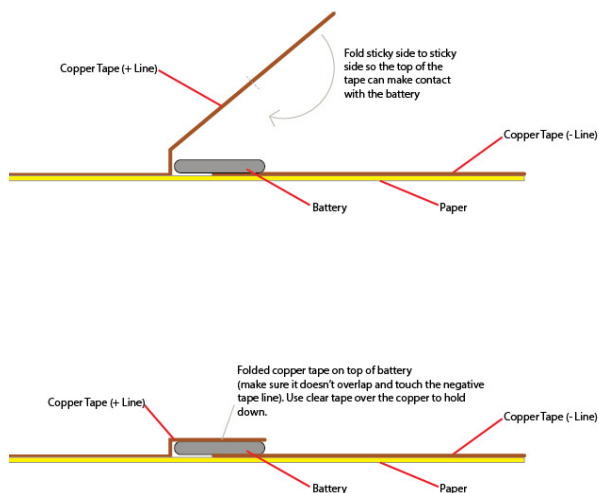 Fold sticky side to sticky
side so the top of the
tape can make contact
with the battery
Copper Tape (+ Line)
Copper Tape (- Line)
Battery
Paper
Folded copper tape on top of battery
(make sure it doesn't overlap and touch the negative
tape line). Use clear tape over the copper to hold
down.
Copper Tape (+ Line)
Copper Tape (- Line)
Battery
Paper